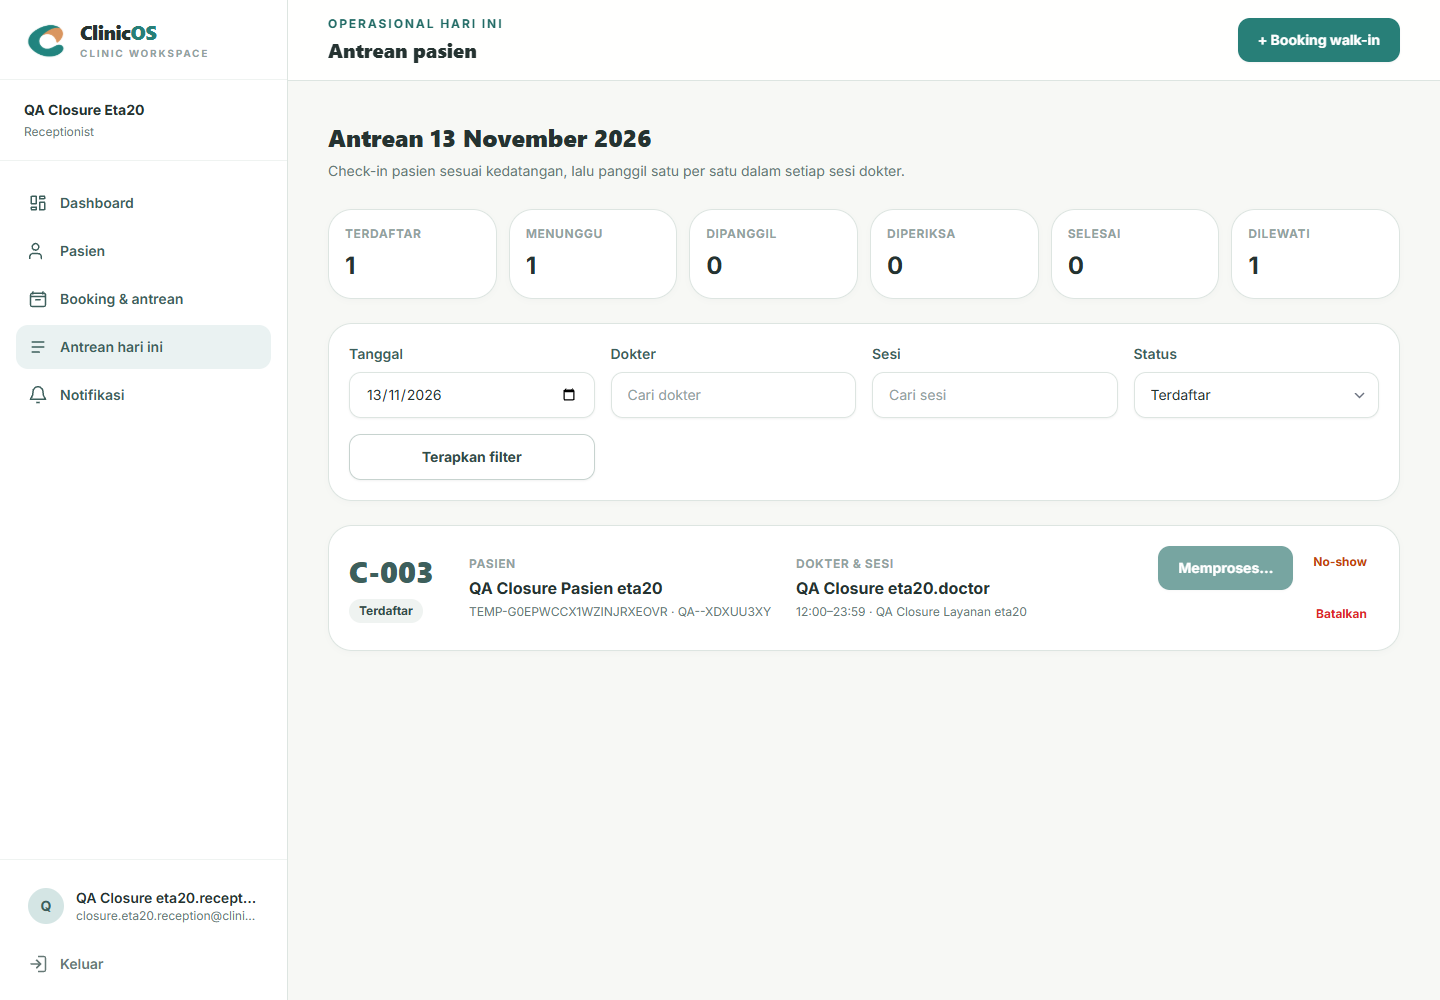 ClinicOS
CLINIC WORKSPACE
QA Closure Eta20
Receptionist
Dashboard
Pasien
Booking & antrean
Antrean hari ini
Notifikasi
Q
QA Closure eta20.recept...
closure.eta20.reception@clini...
Keluar
OPERASIONAL HARI INI
Antrean pasien
+ Booking walk-in
Antrean 13 November 2026
Check-in pasien sesuai kedatangan, lalu panggil satu per satu dalam setiap sesi dokter.
TERDAFTAR
1
MENUNGGU
1
DIPANGGIL
0
DIPERIKSA
0
SELESAI
0
DILEWATI
1
Tanggal
13/11/2026
Dokter
Cari dokter
Sesi
Cari sesi
Status
Terdaftar
Terapkan filter
C-003
Terdaftar
PASIEN
QA Closure Pasien eta20
TEMP-G0EPWCCX1WZINJRXEOVR · QA--XDXUU3XY
DOKTER & SESI
QA Closure eta20.doctor
12:00–23:59 · QA Closure Layanan eta20
Memproses...
No-show
Batalkan